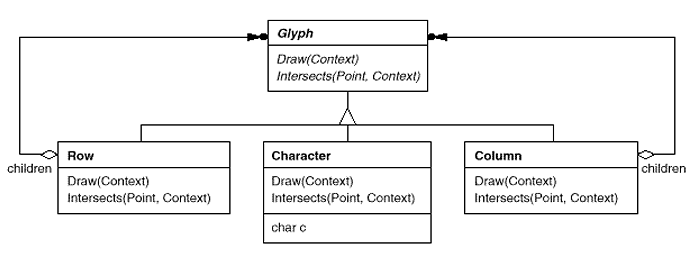 Glyph
Draw(Context)
Intersects(Point, Context)
children
Row
Draw(Context)
Intersects(Point, Context)
Character
Draw(Context)
Intersects(Point, Context)
char c
Column
Draw(Context)
Intersects(Point, Context)
children